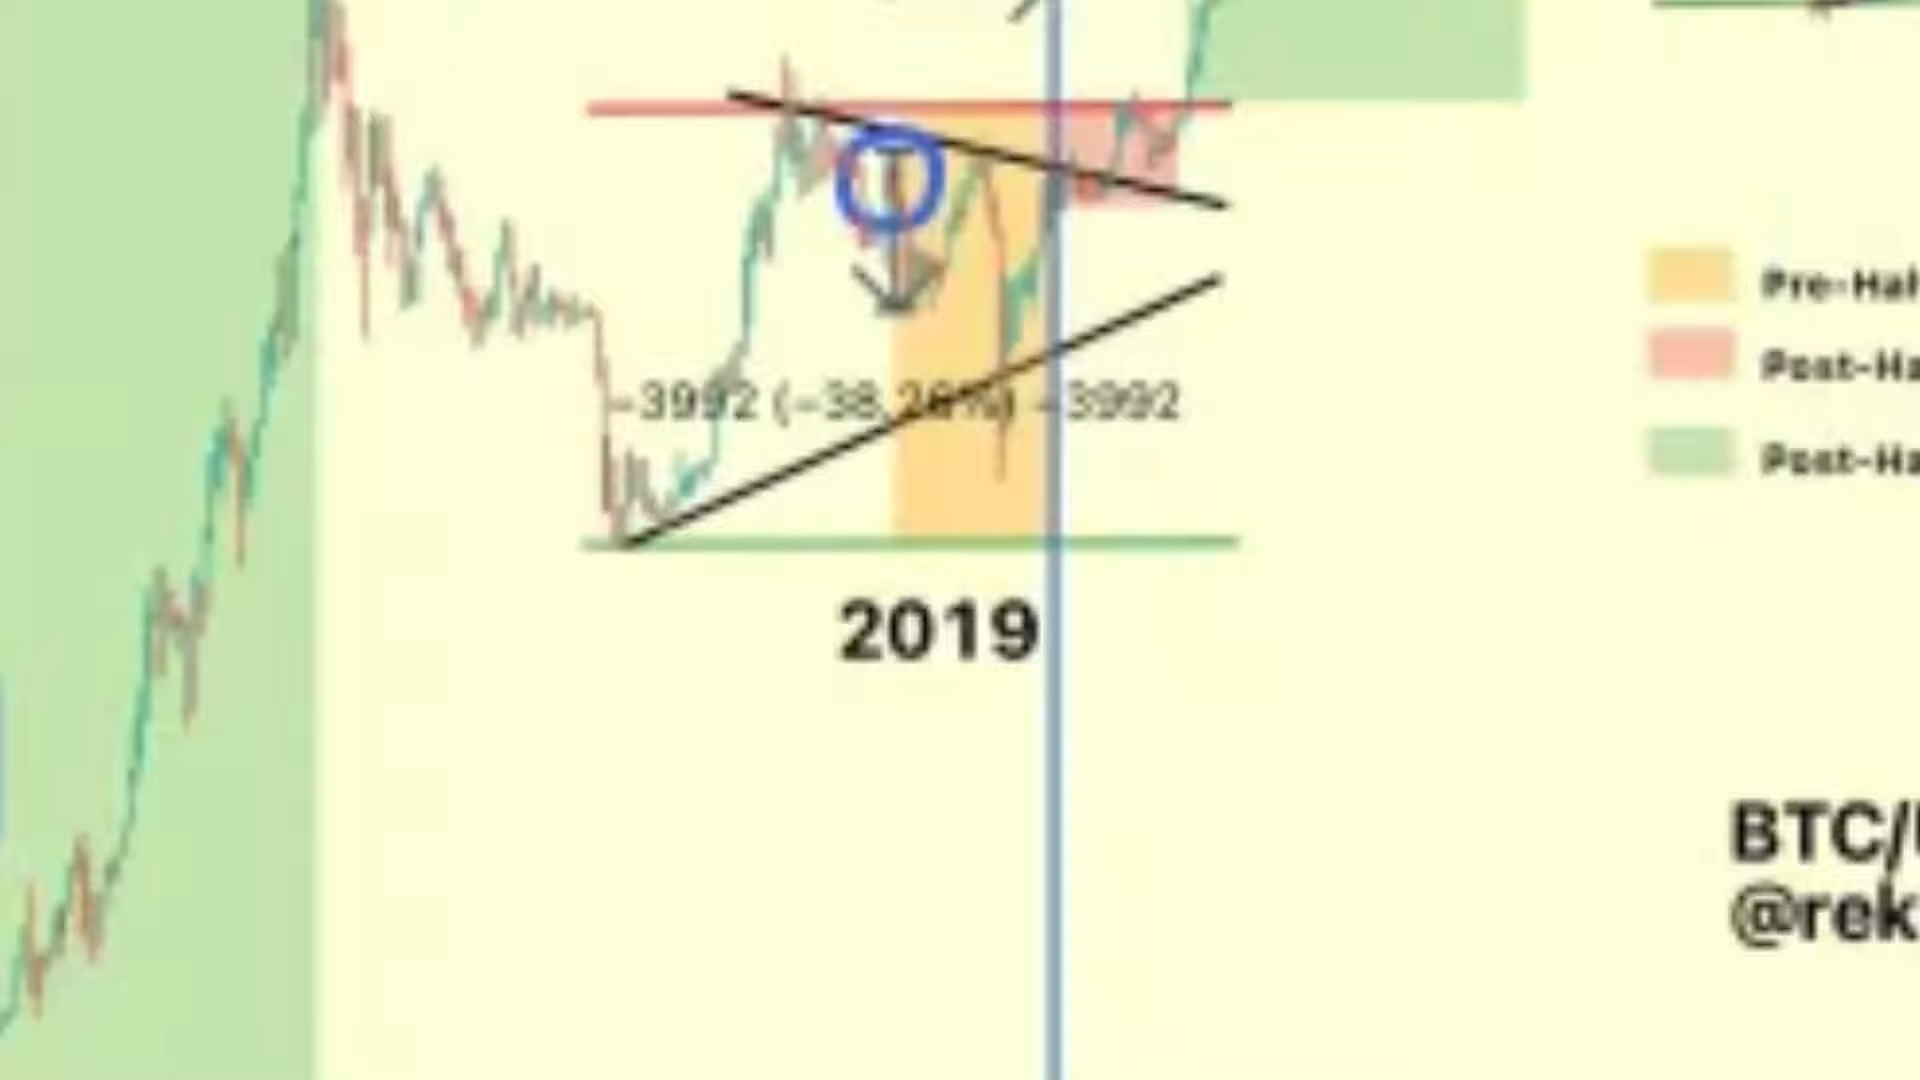 -3992 (-38,26%) -3992
2019
Pre-Hal
Post-Ha
Post-Ha
BTC/
@rek